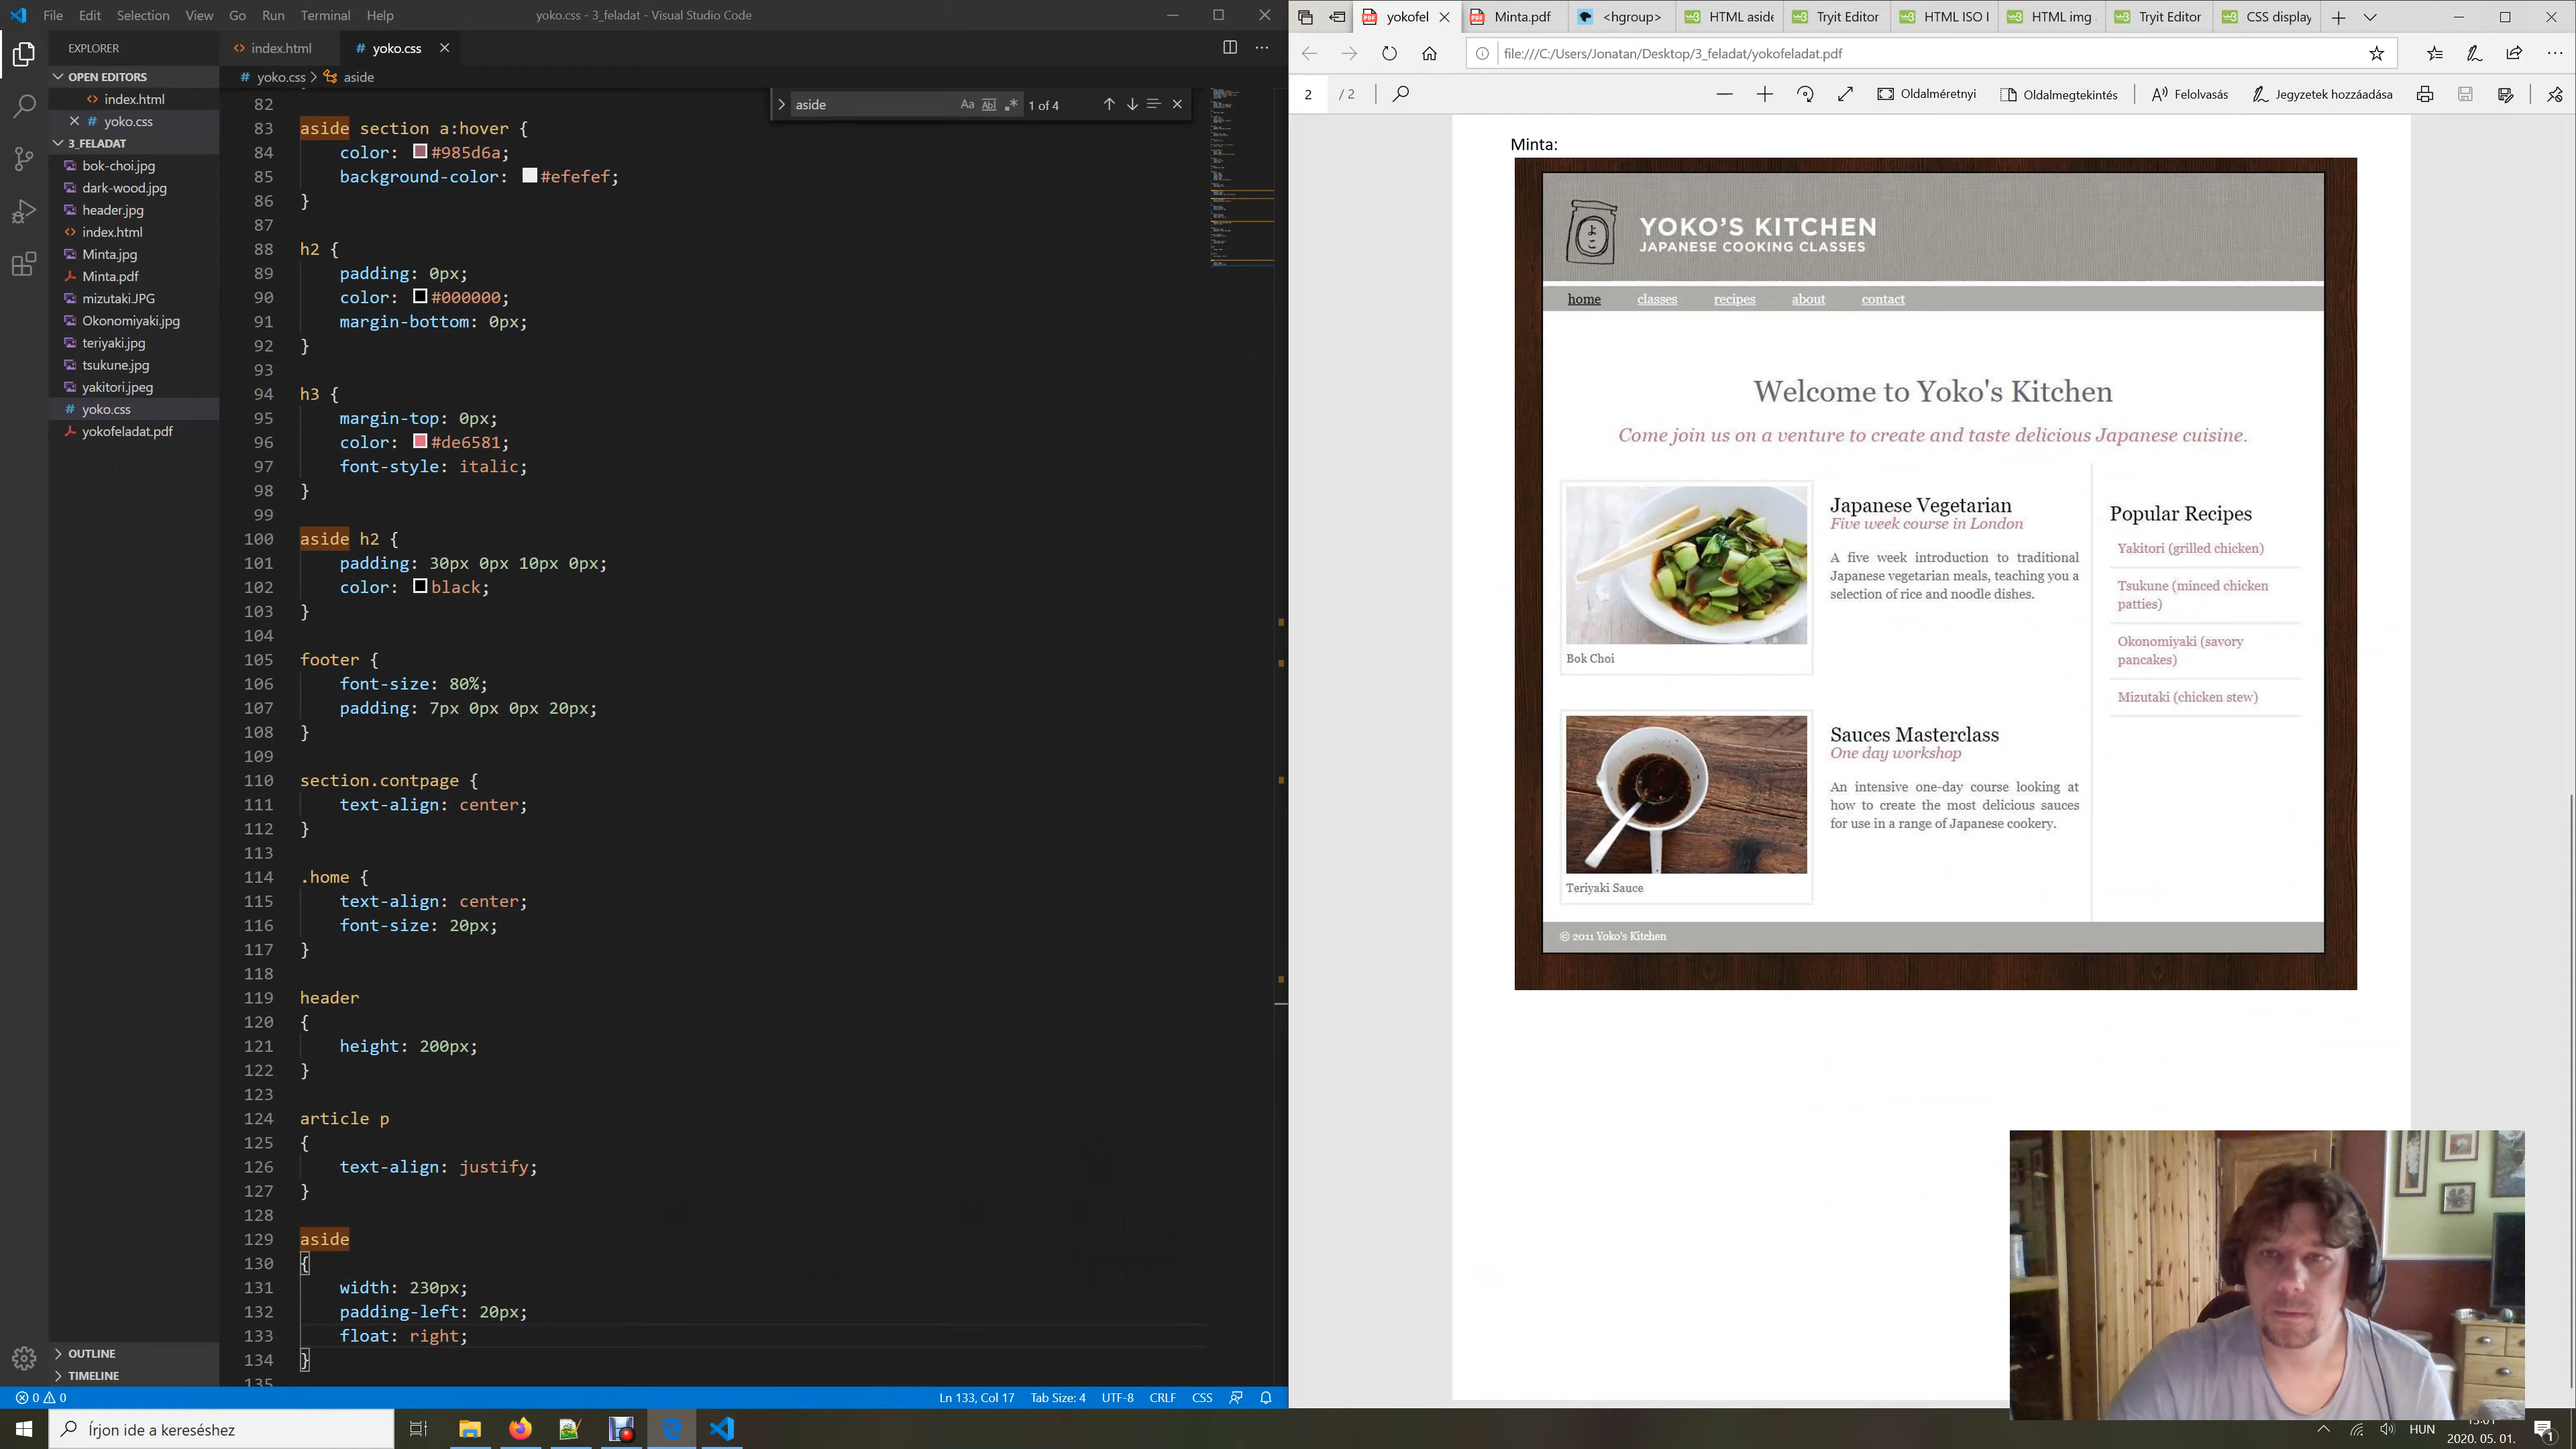 File Edit Selection View Go Run Terminal Help
yoko.css - 3_feladat - Visual Studio Code
EXPLORER
OPEN EDITORS
index.html
yoko.css
3_FELADAT
bok-choi.jpg
dark-wood.jpg
header.jpg
index.html
Minta.jpg
Minta.pdf
mizutaki.JPG
Okonomiyaki.jpg
teriyaki.jpg
tsukune.jpg
yakitori.jpeg
yoko.css
yokofeladat.pdf
OUTLINE
TIMELINE
index.html
yoko.css
yoko.css > aside
aside
Aa Abl .* 1 of 4
82
83 aside section a:hover {
84 color: #985d6a;
85 background-color: #efefef;
86 }
87
88 h2 {
89 padding: 0px;
90 color: #000000;
91 margin-bottom: 0px;
92 }
93
94 h3 {
95 margin-top: 0px;
96 color: #de6581;
97 font-style: italic;
98 }
99
100 aside h2 {
101 padding: 30px 0px 10px 0px;
102 color: black;
103 }
104
105 footer {
106 font-size: 80%;
107 padding: 7px 0px 0px 20px;
108 }
109
110 section.contpage {
111 text-align: center;
112 }
113
114 .home {
115 text-align: center;
116 font-size: 20px;
117 }
118
119 header
120 {
121 height: 200px;
122 }
123
124 article p
125 {
126 text-align: justify;
127 }
128
129 aside
130 {
131 width: 230px;
132 padding-left: 20px;
133 float: right;
134 }
135
0 0
Ln 133, Col 17 Tab Size: 4 UTF-8 CRLF CSS
yokofel
Minta.pdf
<hgroup>
HTML aside
Tryit Editor
HTML ISO
HTML img
Tryit Editor
CSS display
file:///C:/Users/Jonatan/Desktop/3_feladat/yokofeladat.pdf
2 / 2
Oldalméretnyi
Oldalmegtekintés
Felolvasás
Jegyzetek hozzáadása
Minta:
よこ
YOKO'S KITCHEN
JAPANESE COOKING CLASSES
home classes recipes about contact
Welcome to Yoko's Kitchen
Come join us on a venture to create and taste delicious Japanese cuisine.
Bok Choi
Japanese Vegetarian
Five week course in London
A five week introduction to traditional
Japanese vegetarian meals, teaching you a
selection of rice and noodle dishes.
Teriyaki Sauce
Sauces Masterclass
One day workshop
An intensive one-day course looking at
how to create the most delicious sauces
for use in a range of Japanese cookery.
Popular Recipes
Yakitori (grilled chicken)
Tsukune (minced chicken
patties)
Okonomiyaki (savory
pancakes)
Mizutaki (chicken stew)
© 2011 Yoko's Kitchen
Írjon ide a kereséshez
HUN
2020. 05. 01.
1